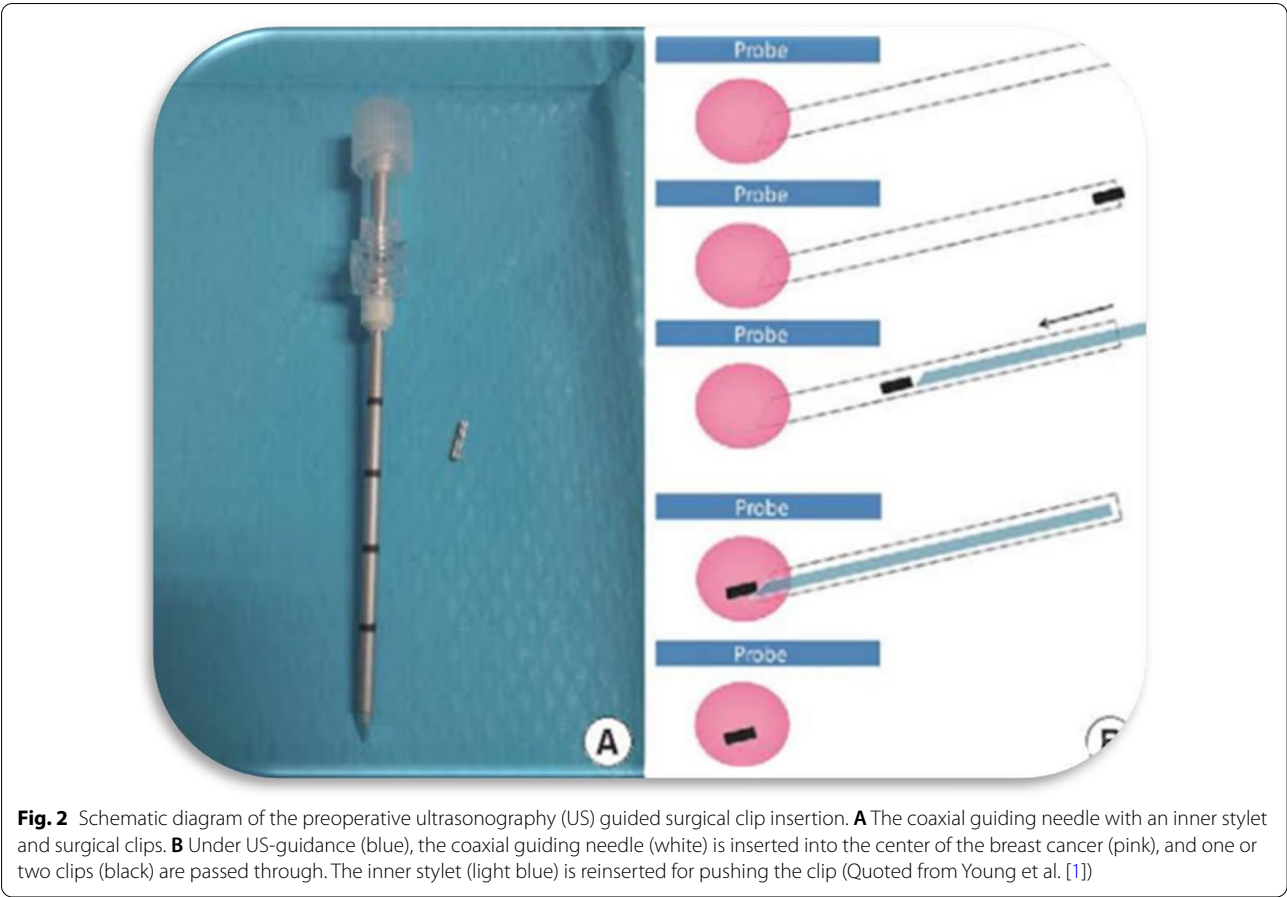 Probe
Probe
Probe
Probe
Probe
A
Fig. 2 Schematic diagram of the preoperative ultrasonography (US) guided surgical clip insertion. A The coaxial guiding needle with an inner stylet
and surgical clips. B Under US-guidance (blue), the coaxial guiding needle (white) is inserted into the center of the breast cancer (pink), and one or
two clips (black) are passed through. The inner stylet (light blue) is reinserted for pushing the clip (Quoted from Young et al. [1])